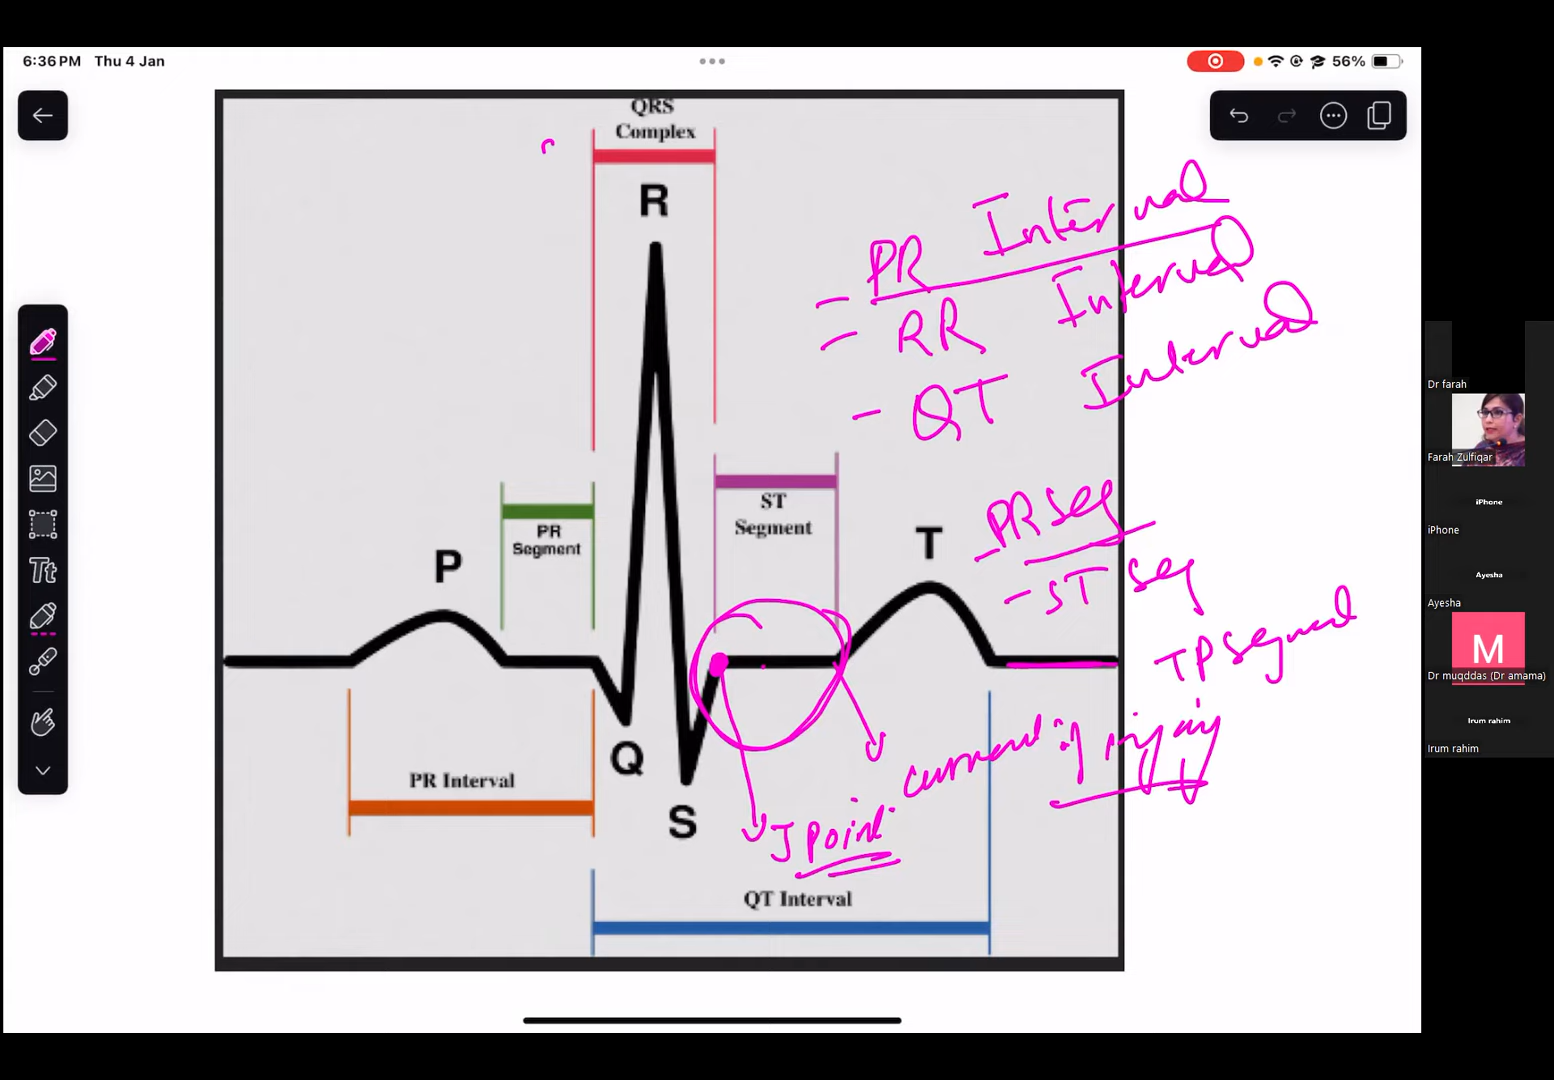 6:36 PM Thu 4 Jan
56%
QRS
Complex
R
PR Interval
- RR Interval
- QT Interval
ST
Segment
PR
Segment
P
T
- PR seg
- ST seg
TP Segment
Q
S
PR Interval
current of injury
J point
QT Interval
Tt
Dr farah
Farah Zulfiqar
iPhone
iPhone
Ayesha
Ayesha
M
Dr muqddas (Dr amama)
Irum rahim
Irum rahim